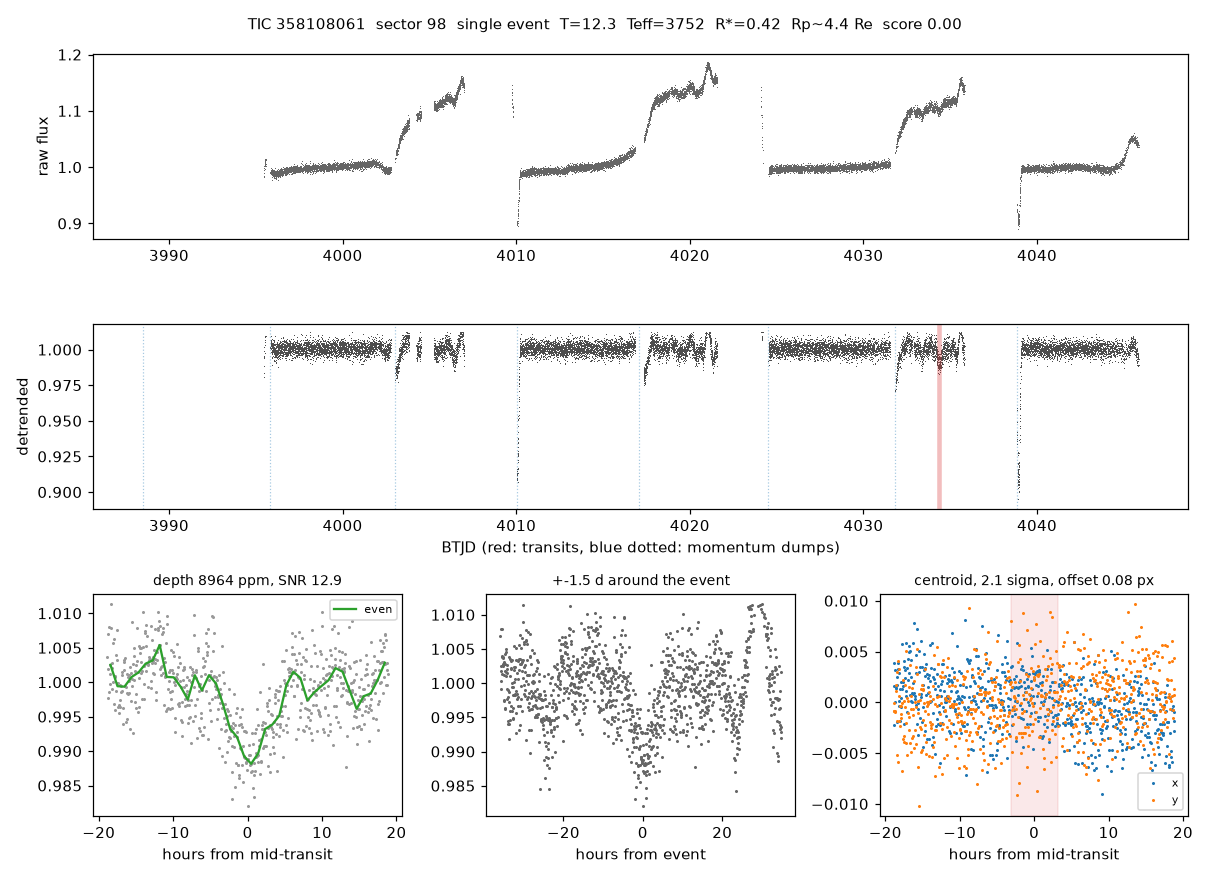 TIC 358108061  sector 98  single event  T=12.3  Teff=3752  R*=0.42  Rp~4.4 Re  score 0.00
1.2
1.1
1.0
0.9
raw flux
3990 4000 4010 4020 4030 4040
1.000
0.975
0.950
0.925
0.900
detrended
3990 4000 4010 4020 4030 4040
BTJD (red: transits, blue dotted: momentum dumps)
depth 8964 ppm, SNR 12.9
even
1.010
1.005
1.000
0.995
0.990
0.985
−20 −10 0 10 20
hours from mid-transit
+-1.5 d around the event
1.010
1.005
1.000
0.995
0.990
0.985
−20 0 20
hours from event
centroid, 2.1 sigma, offset 0.08 px
0.010
0.005
0.000
−0.005
−0.010
x
y
−20 −10 0 10 20
hours from mid-transit